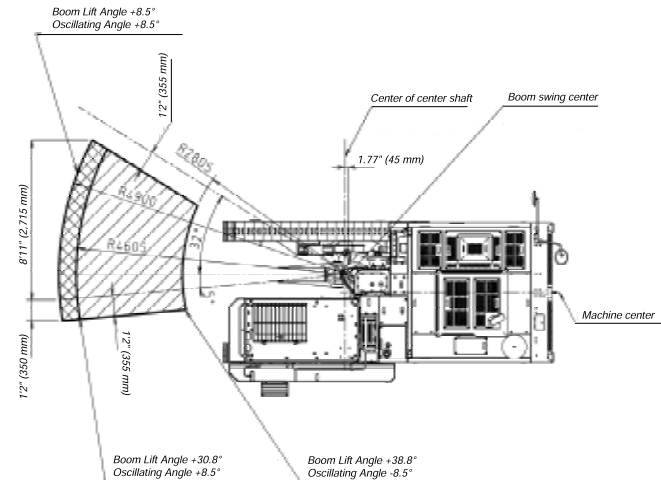 Boom Lift Angle +8.5°
Oscillating Angle +8.5°
1'2" (355 mm)
Center of center shaft
Boom swing center
1.77" (45 mm)
R2805
R4900
R4605
32°
8'11" (2,715 mm)
Machine center
1'2" (350 mm)
1'2" (355 mm)
Boom Lift Angle +30.8°
Oscillating Angle +8.5°
Boom Lift Angle +38.8°
Oscillating Angle -8.5°